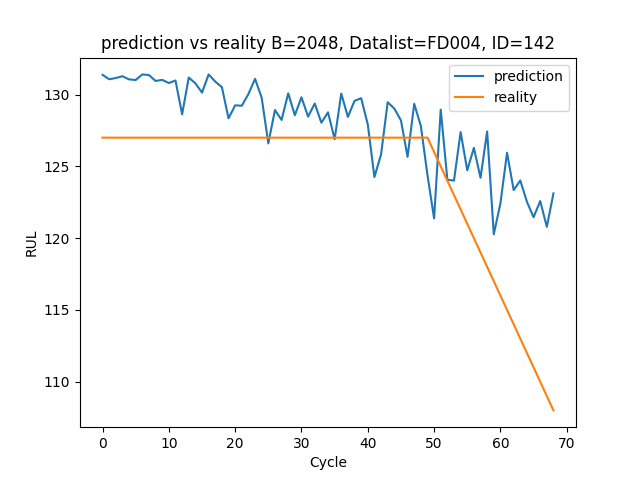 prediction vs reality B=2048, Datalist=FD004, ID=142
prediction
reality
130
125
120
115
110
RUL
0 10 20 30 40 50 60 70
Cycle